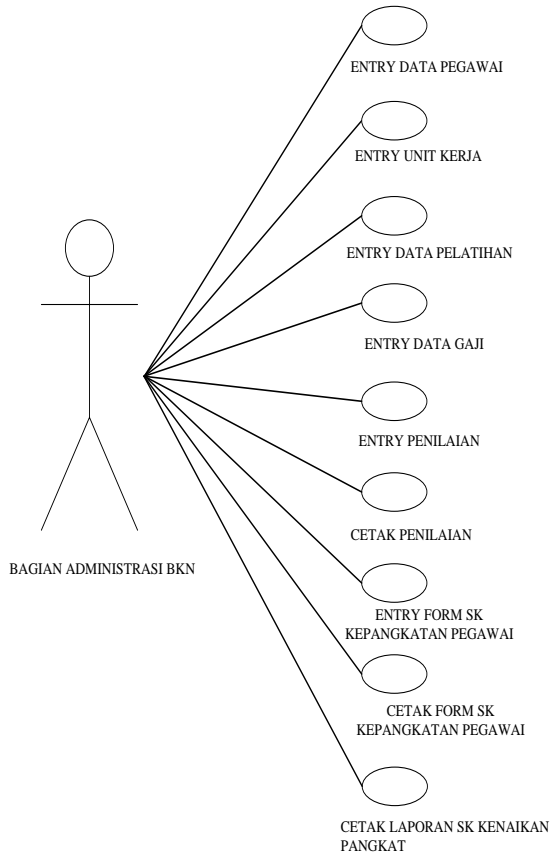 ENTRY DATA PEGAWAI
ENTRY UNIT KERJA
ENTRY DATA PELATIHAN
ENTRY DATA GAJI
ENTRY PENILAIAN
CETAK PENILAIAN
BAGIAN ADMINISTRASI BKN
ENTRY FORM SK
KEPANGKATAN PEGAWAI
CETAK FORM SK
KEPANGKATAN PEGAWAI
CETAK LAPORAN SK KENAIKAN
PANGKAT